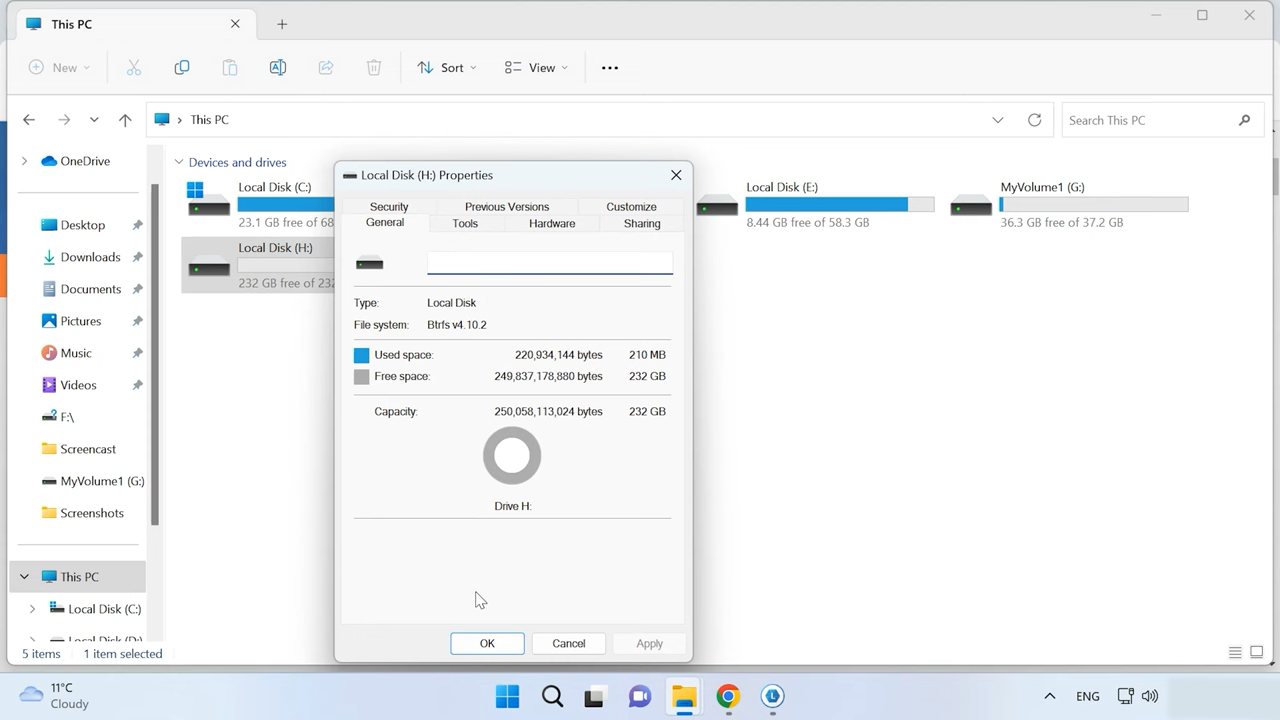 This PC
New
Sort
View
This PC
Search This PC
OneDrive
Desktop
Downloads
Documents
Pictures
Music
Videos
F:\
Screencast
MyVolume1 (G:)
Screenshots
This PC
Local Disk (C:)
Local Disk (D:)
Devices and drives
Local Disk (C:)
23.1 GB free of 68
Local Disk (H:)
232 GB free of 232
Local Disk (E:)
8.44 GB free of 58.3 GB
MyVolume1 (G:)
36.3 GB free of 37.2 GB
Local Disk (H:) Properties
Security Previous Versions Customize
General Tools Hardware Sharing
Type: Local Disk
File system: Btrfs v4.10.2
Used space: 220,934,144 bytes 210 MB
Free space: 249,837,178,880 bytes 232 GB
Capacity: 250,058,113,024 bytes 232 GB
Drive H:
OK Cancel Apply
5 items 1 item selected
11°C
Cloudy
ENG